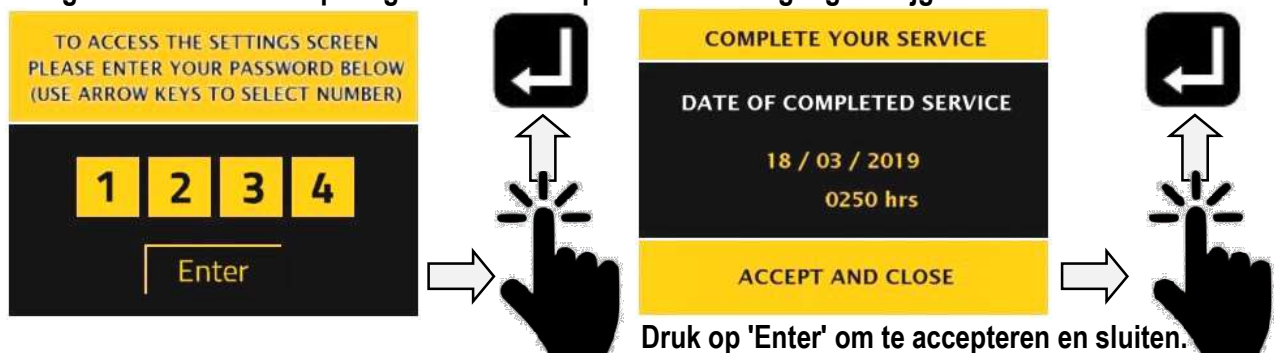 TO ACCESS THE SETTINGS SCREEN
PLEASE ENTER YOUR PASSWORD BELOW
(USE ARROW KEYS TO SELECT NUMBER)
1 2 3 4
Enter
COMPLETE YOUR SERVICE
DATE OF COMPLETED SERVICE
18 / 03 / 2019
0250 hrs
ACCEPT AND CLOSE
Druk op 'Enter' om te accepteren en sluiten.